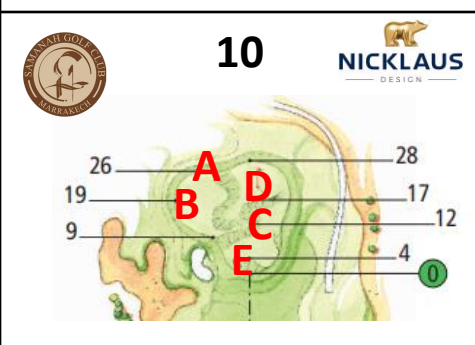 SAMANAH GOLF CLUB
MARRAKECH
10
NICKLAUS
DESIGN
A
28
26
D
19
B
17
C
12
9
E
4
0